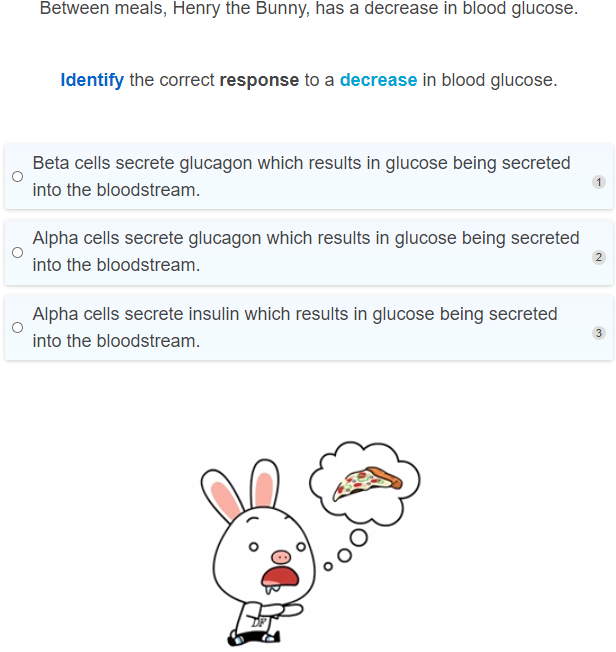 Between meals, Henry the Bunny, has a decrease in blood glucose.
Identify the correct response to a decrease in blood glucose.
Beta cells secrete glucagon which results in glucose being secreted
into the bloodstream.
1
Alpha cells secrete glucagon which results in glucose being secreted
into the bloodstream.
2
Alpha cells secrete insulin which results in glucose being secreted
into the bloodstream.
3
DF